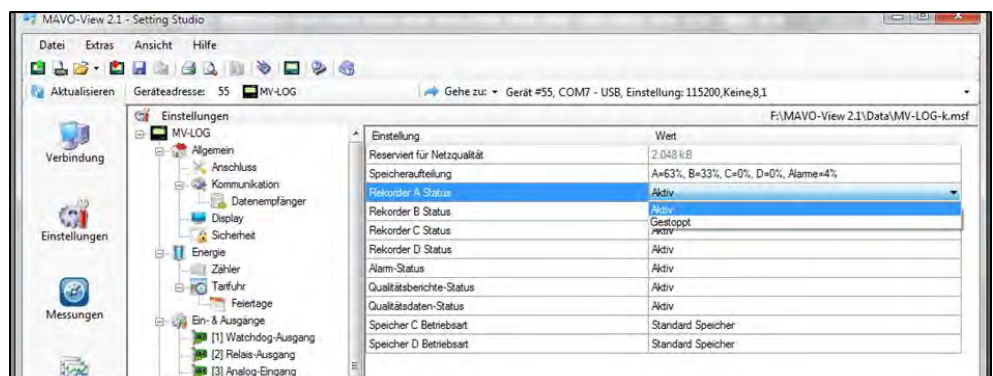 MAVO-View 2.1 - Setting Studio
Datei Extras Ansicht Hilfe
Aktualisieren Geräteadresse: 55 MV-LOG Gehe zu: Gerät #55, COM7 - USB, Einstellung: 115200,Keine,8,1
Einstellungen F:\MAVO-View 2.1\Data\MV-LOG-k.msf
Verbindung
Einstellungen
Messungen
MV-LOG
Allgemein
Anschluss
Kommunikation
Datenempfänger
Display
Sicherheit
Energie
Zähler
Tarifuhr
Feiertage
Ein- & Ausgänge
[1] Watchdog-Ausgang
[2] Relais-Ausgang
[3] Analog-Eingang
Einstellung Wert
Reserviert für Netzqualität 2.048 kB
Speicheraufteilung A=63%, B=33%, C=0%, D=0%, Alarme=4%
Rekorder A Status Aktiv
Rekorder B Status Aktiv
Gestoppt
Rekorder C Status Aktiv
Rekorder D Status Aktiv
Alarm-Status Aktiv
Qualitätsberichte-Status Aktiv
Qualitätsdaten-Status Aktiv
Speicher C Betriebsart Standard Speicher
Speicher D Betriebsart Standard Speicher